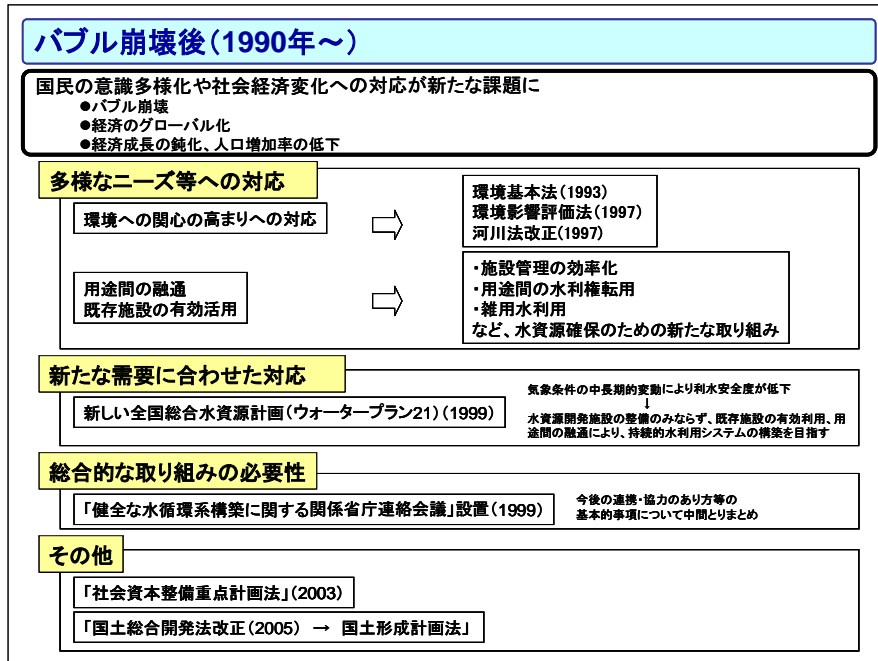 バブル崩壊後(1990年～)
国民の意識多様化や社会経済変化への対応が新たな課題に
●バブル崩壊
●経済のグローバル化
●経済成長の鈍化、人口増加率の低下
多様なニーズ等への対応
環境への関心の高まりへの対応
環境基本法(1993)
環境影響評価法(1997)
河川法改正(1997)
用途間の融通
既存施設の有効活用
・施設管理の効率化
・用途間の水利権転用
・雑用水利用
など、水資源確保のための新たな取り組み
新たな需要に合わせた対応
新しい全国総合水資源計画(ウォータープラン21)(1999)
気象条件の中長期的変動により利水安全度が低下
↓
水資源開発施設の整備のみならず、既存施設の有効利用、用
途間の融通により、持続的水利用システムの構築を目指す
総合的な取り組みの必要性
「健全な水循環系構築に関する関係省庁連絡会議」設置(1999)
今後の連携・協力のあり方等の
基本的事項について中間とりまとめ
その他
「社会資本整備重点計画法」(2003)
「国土総合開発法改正(2005) → 国土形成計画法」